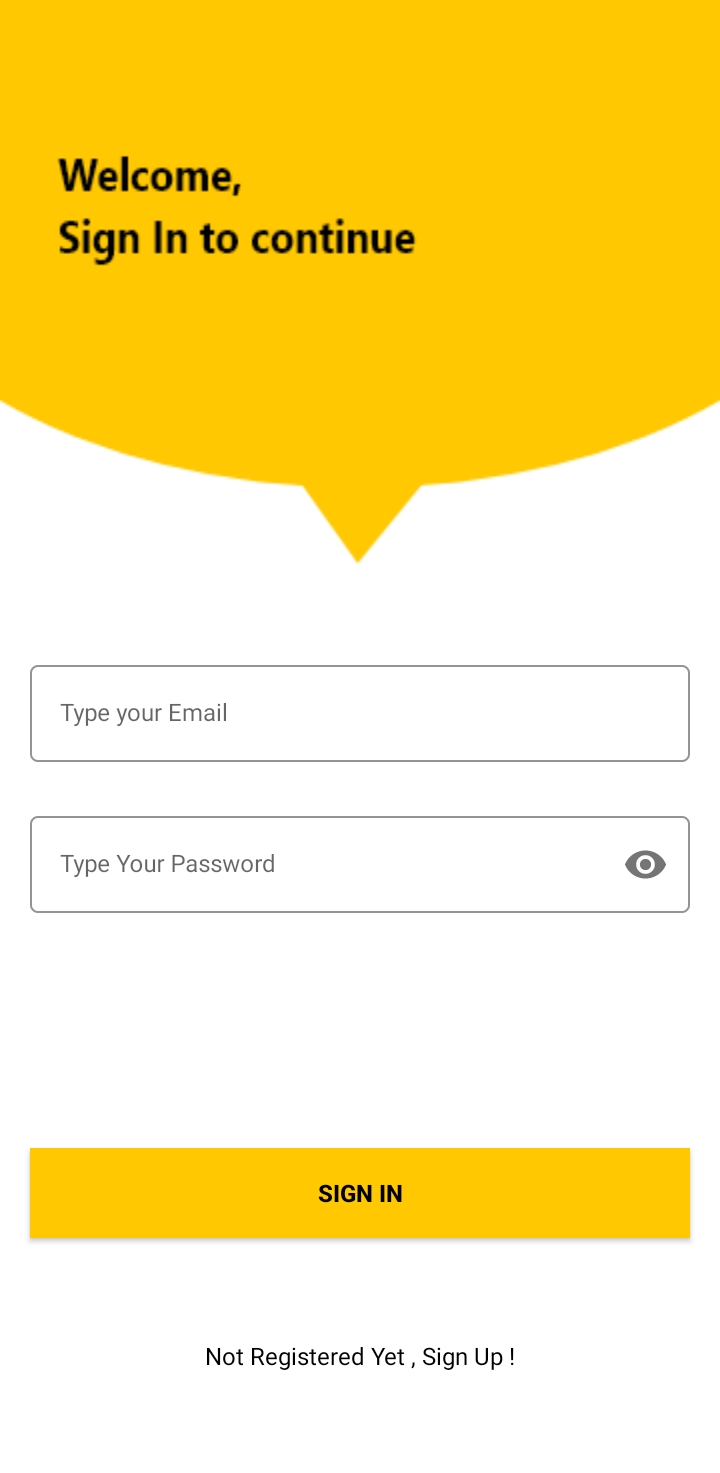 Welcome,
Sign In to continue
Type your Email
Type Your Password
SIGN IN
Not Registered Yet , Sign Up !